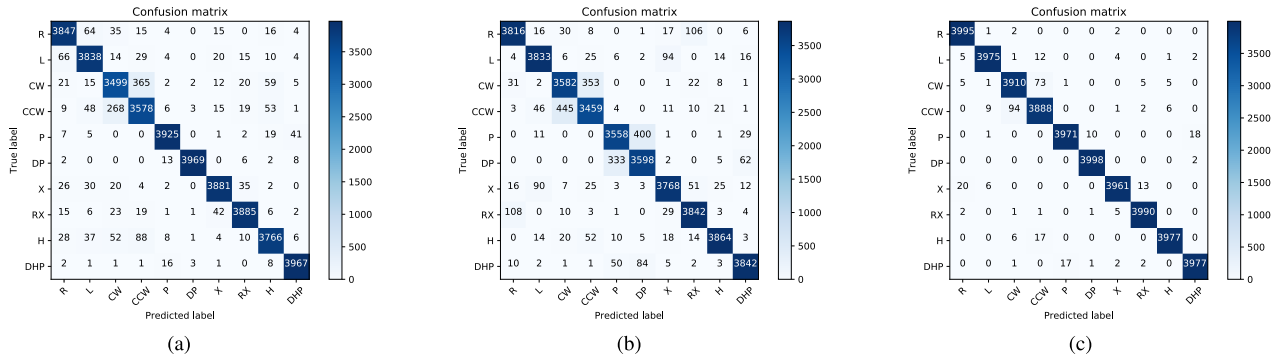 Confusion matrix
R 3847 64 35 15 4 0 15 0 16 4
L 66 3838 14 29 4 0 20 15 10 4
CW 21 15 3499 365 2 2 12 20 59 5
CCW 9 48 268 3578 6 3 15 19 53 1
P 7 5 0 0 3925 0 1 2 19 41
DP 2 0 0 0 13 3969 0 6 2 8
X 26 30 20 4 2 0 3881 35 2 0
RX 15 6 23 19 1 1 42 3885 6 2
H 28 37 52 88 8 1 4 10 3766 6
DHP 2 1 1 1 16 3 1 0 8 3967
R L CW CCW P DP X RX H DHP
True label
Predicted label
3500
3000
2500
2000
1500
1000
500
0
(a)
Confusion matrix
R 3816 16 30 8 0 1 17 106 0 6
L 4 3833 6 25 6 2 94 0 14 16
CW 31 2 3582 353 0 0 1 22 8 1
CCW 3 46 445 3459 4 0 11 10 21 1
P 0 11 0 0 3558 400 1 0 1 29
DP 0 0 0 0 333 3598 2 0 5 62
X 16 90 7 25 3 3 3768 51 25 12
RX 108 0 10 3 1 0 29 3842 3 4
H 0 14 20 52 10 5 18 14 3864 3
DHP 10 2 1 1 50 84 5 2 3 3842
R L CW CCW P DP X RX H DHP
True label
Predicted label
3500
3000
2500
2000
1500
1000
500
0
(b)
Confusion matrix
R 3995 1 2 0 0 0 2 0 0 0
L 5 3975 1 12 0 0 4 0 1 2
CW 5 1 3910 73 1 0 0 5 5 0
CCW 0 9 94 3888 0 0 1 2 6 0
P 0 1 0 0 3971 10 0 0 0 18
DP 0 0 0 0 0 3998 0 0 0 2
X 20 6 0 0 0 0 3961 13 0 0
RX 2 0 1 1 0 1 5 3990 0 0
H 0 0 6 17 0 0 0 0 3977 0
DHP 0 0 1 0 17 1 2 2 0 3977
R L CW CCW P DP X RX H DHP
True label
Predicted label
3500
3000
2500
2000
1500
1000
500
0
(c)